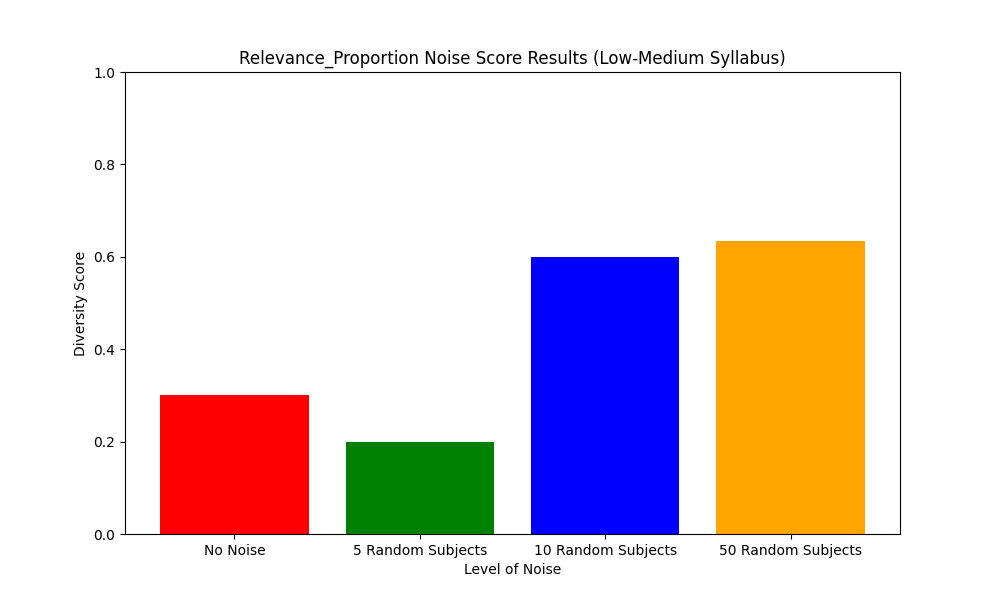 Relevance_Proportion Noise Score Results (Low-Medium Syllabus)
1.0
0.8
0.6
0.4
0.2
0.0
Diversity Score
No Noise
5 Random Subjects
10 Random Subjects
50 Random Subjects
Level of Noise